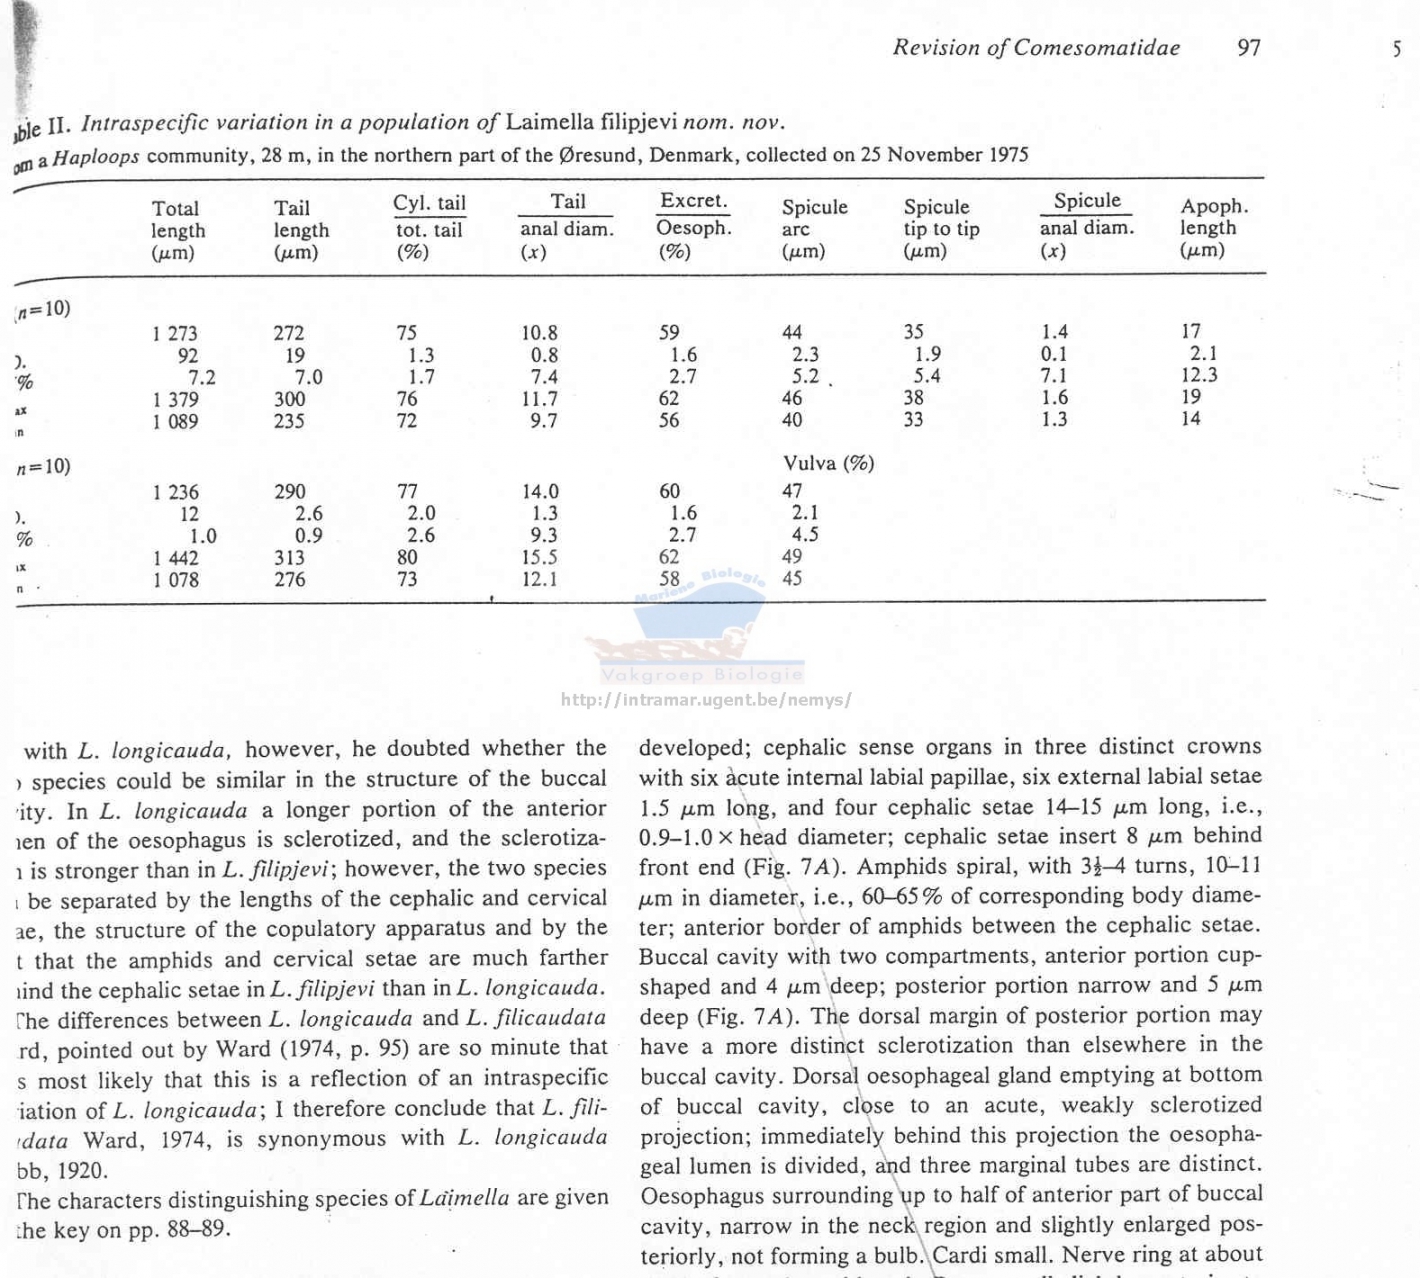 Revision of Comesomatidae 97 5
ble II. Intraspecific variation in a population of Laimella filipjevi nom. nov.
om a Haploops community, 28 m, in the northern part of the Øresund, Denmark, collected on 25 November 1975
Total length (μm) Tail length (μm) Cyl. tail tot. tail (%) Tail anal diam. (x) Excret. Oesoph. (%) Spicule arc (μm) Spicule tip to tip (μm) Spicule anal diam. (x) Apoph. length (μm)
(n=10)
1 273 272 75 10.8 59 44 35 1.4 17
). 92 19 1.3 0.8 1.6 2.3 1.9 0.1 2.1
% 7.2 7.0 1.7 7.4 2.7 5.2 5.4 7.1 12.3
ax 1 379 300 76 11.7 62 46 38 1.6 19
in 1 089 235 72 9.7 56 40 33 1.3 14
n=10) Vulva (%)
1 236 290 77 14.0 60 47
). 12 2.6 2.0 1.3 1.6 2.1
% 1.0 0.9 2.6 9.3 2.7 4.5
ix 1 442 313 80 15.5 62 49
n 1 078 276 73 12.1 58 45
Mariene Biologie
Vakgroep Biologie
http://intramar.ugent.be/nemys/
with L. longicauda, however, he doubted whether the
species could be similar in the structure of the buccal
ity. In L. longicauda a longer portion of the anterior
nen of the oesophagus is sclerotized, and the sclerotiza-
is stronger than in L. filipjevi; however, the two species
be separated by the lengths of the cephalic and cervical
ae, the structure of the copulatory apparatus and by the
t that the amphids and cervical setae are much farther
hind the cephalic setae in L. filipjevi than in L. longicauda.
The differences between L. longicauda and L. filicaudata
rd, pointed out by Ward (1974, p. 95) are so minute that
s most likely that this is a reflection of an intraspecific
iation of L. longicauda; I therefore conclude that L. fili-
data Ward, 1974, is synonymous with L. longicauda
bb, 1920.
The characters distinguishing species of Laimella are given
the key on pp. 88–89.
developed; cephalic sense organs in three distinct crowns
with six acute internal labial papillae, six external labial setae
1.5 μm long, and four cephalic setae 14–15 μm long, i.e.,
0.9–1.0 × head diameter; cephalic setae insert 8 μm behind
front end (Fig. 7A). Amphids spiral, with 3½–4 turns, 10–11
μm in diameter, i.e., 60–65% of corresponding body diame-
ter; anterior border of amphids between the cephalic setae.
Buccal cavity with two compartments, anterior portion cup-
shaped and 4 μm deep; posterior portion narrow and 5 μm
deep (Fig. 7A). The dorsal margin of posterior portion may
have a more distinct sclerotization than elsewhere in the
buccal cavity. Dorsal oesophageal gland emptying at bottom
of buccal cavity, close to an acute, weakly sclerotized
projection; immediately behind this projection the oesopha-
geal lumen is divided, and three marginal tubes are distinct.
Oesophagus surrounding up to half of anterior part of buccal
cavity, narrow in the neck region and slightly enlarged pos-
teriorly, not forming a bulb. Cardi small. Nerve ring at about